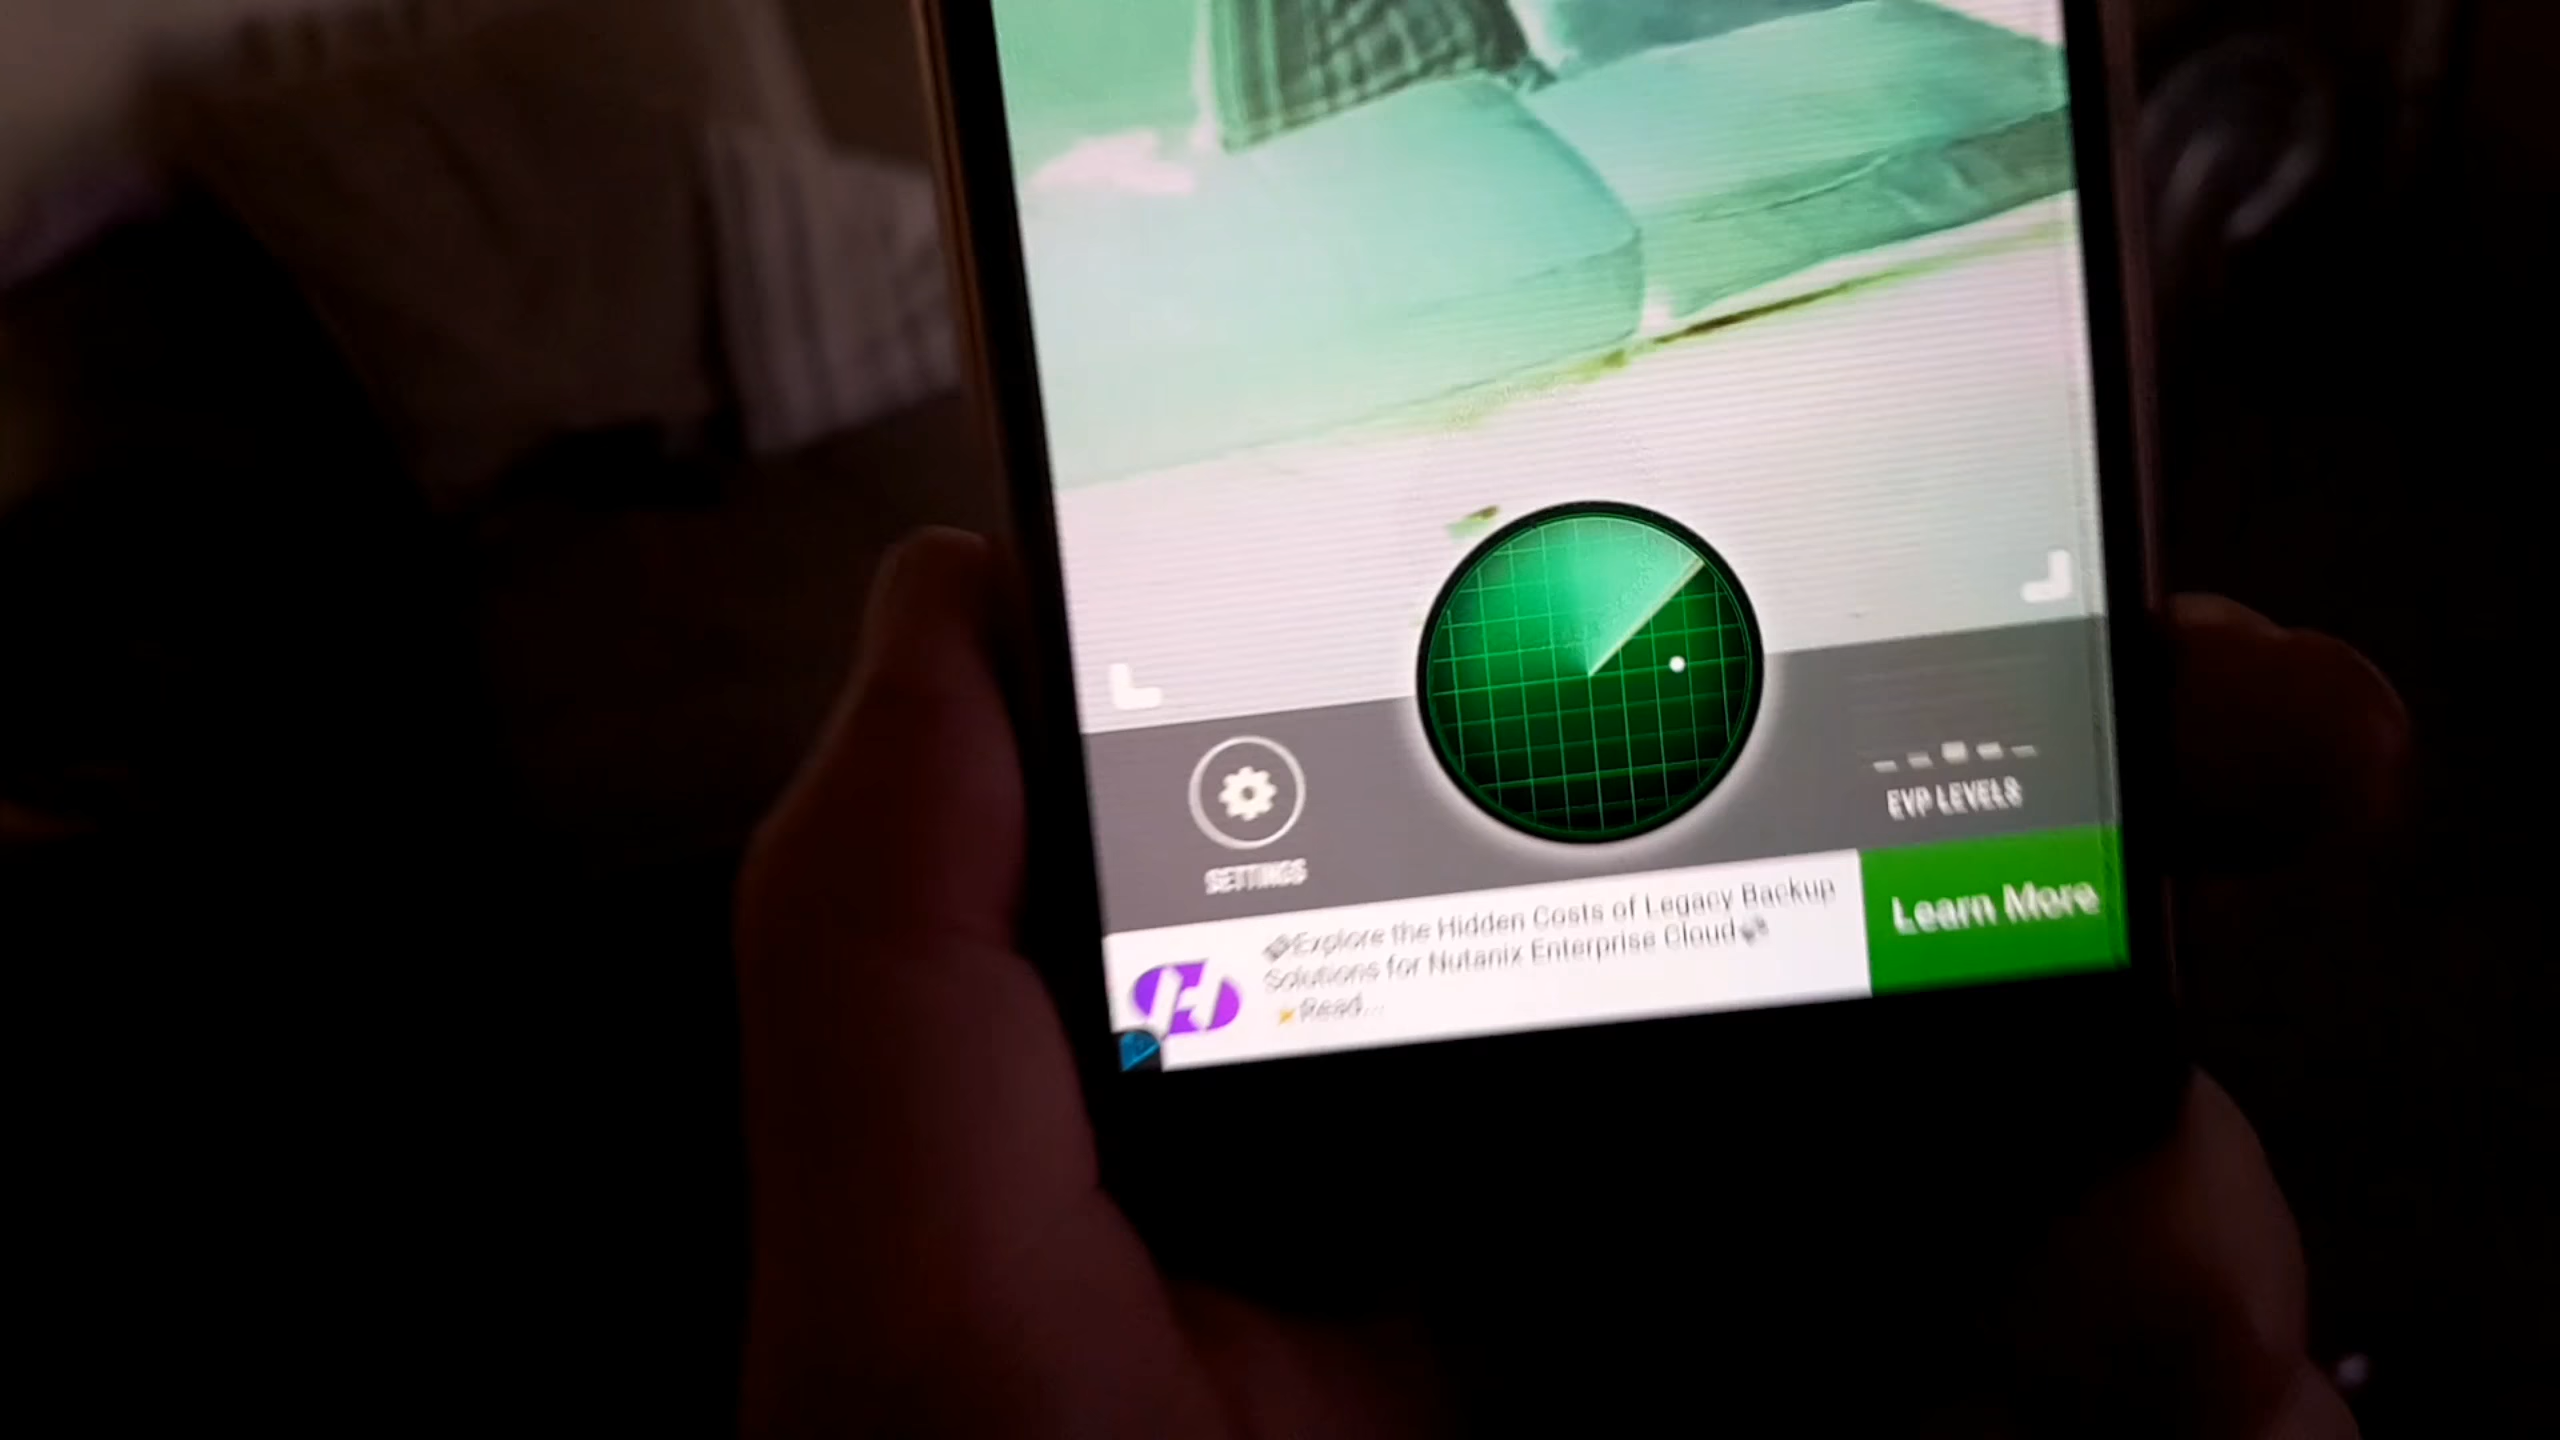 SETTINGS
EVP LEVELS
Explore the Hidden Costs of Legacy Backup
Solutions for Nutanix Enterprise Cloud
Read...
Learn More